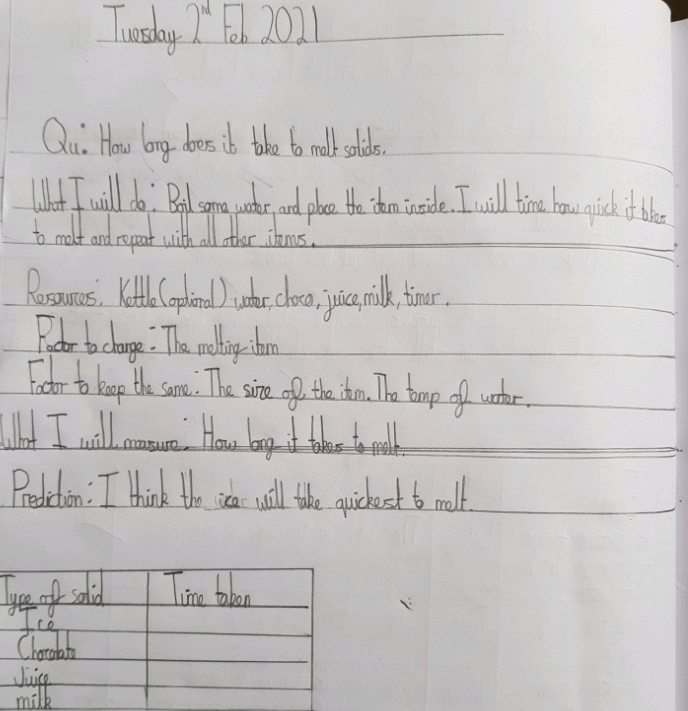 Tuesday 2nd Feb 2021
Qu: How long does it take to melt solids.
What I will do: Boil some water, and place the item inside. I will time how quick it takes
to melt and repeat with all other items.
Resources: Kettle (optional) water, choco, juice, milk, timer.
Factor to change: The melting item
Factor to keep the same: The size of the item. The temp of water.
What I will measure: How long it takes to melt.
Prediction: I think the ice will take quickest to melt.
Type of solid Time taken
Ice
Chocolate
Juice
milk